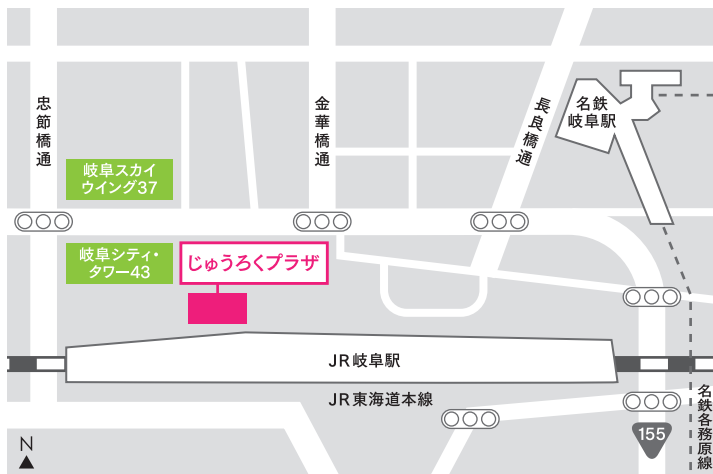 忠節橋通
金華橋通
長良橋通
名鉄
岐阜駅
岐阜スカイ
ウイング37
岐阜シティ・
タワー43
じゅうろくプラザ
JR岐阜駅
JR東海道本線
名鉄各務原線
155
N